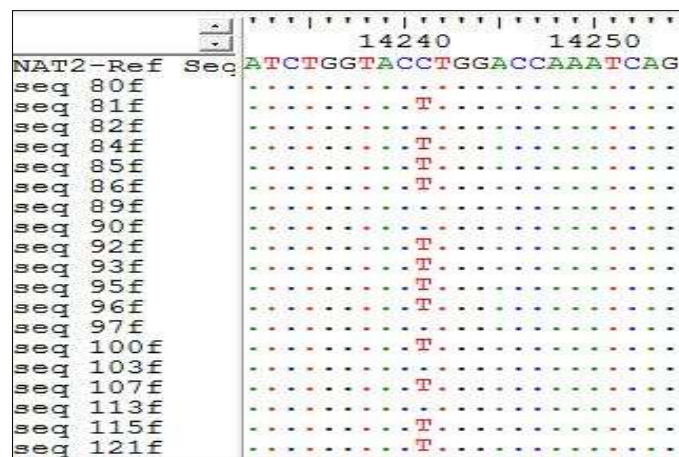 14240 14250
NAT2-Ref Seq ATCTGGTACCTGGACCAAATCAG
seq 80f .......................
seq 81f .........T.............
seq 82f .......................
seq 84f .........T.............
seq 85f .........T.............
seq 86f .........T.............
seq 89f .......................
seq 90f .......................
seq 92f .........T.............
seq 93f .........T.............
seq 95f .........T.............
seq 96f .........T.............
seq 97f .......................
seq 100f .........T.............
seq 103f .......................
seq 107f .........T.............
seq 113f .......................
seq 115f .........T.............
seq 121f .........T.............